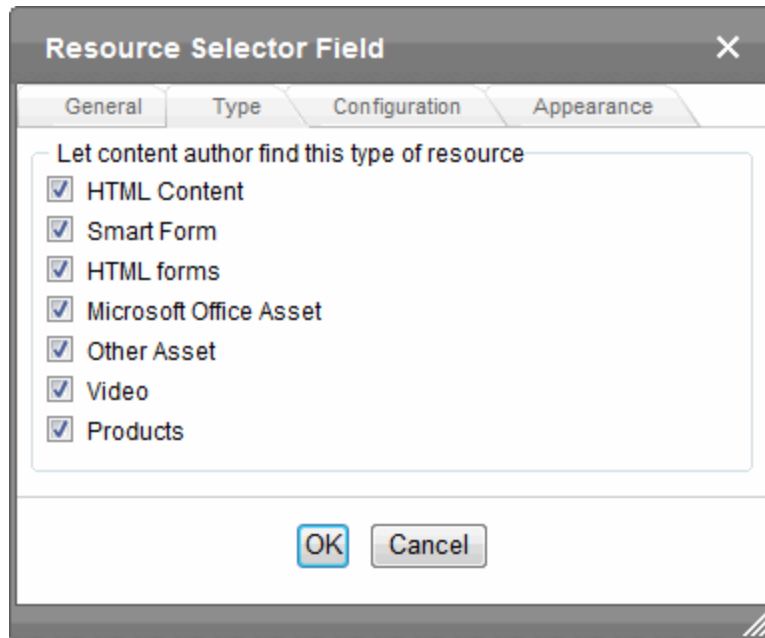 Resource Selector Field
General Type Configuration Appearance
Let content author find this type of resource
HTML Content
Smart Form
HTML forms
Microsoft Office Asset
Other Asset
Video
Products
OK Cancel